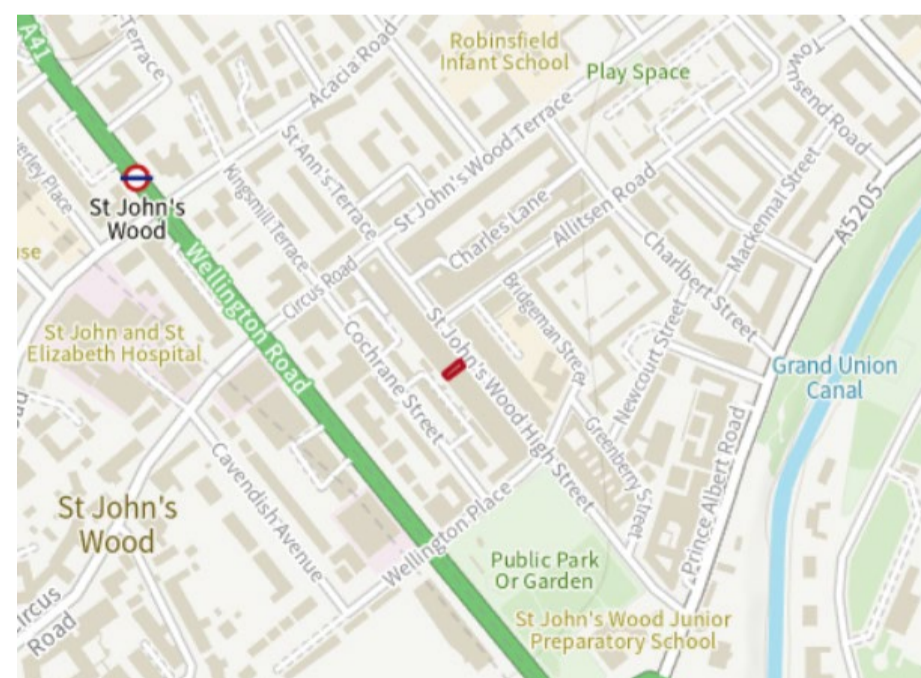 A41
Terrace
Acacia Road
Robinsfield
Infant School
Play Space
Townsend Road
St Ann's Terrace
St John's Wood Terrace
Kingsmill Terrace
Mackennal Street
A5205
St John's
Wood
Charles Lane
Allitsen Road
Charlbert Street
Wellington Road
Circus Road
Bridgeman Street
St John and St
Elizabeth Hospital
Cochrane Street
St John's Wood High Street
Newcourt Street
Grand Union
Canal
Greenberry Street
Prince Albert Road
Cavendish Avenue
St John's
Wood
Wellington Place
Public Park
Or Garden
Circus
Road
St John's Wood Junior
Preparatory School